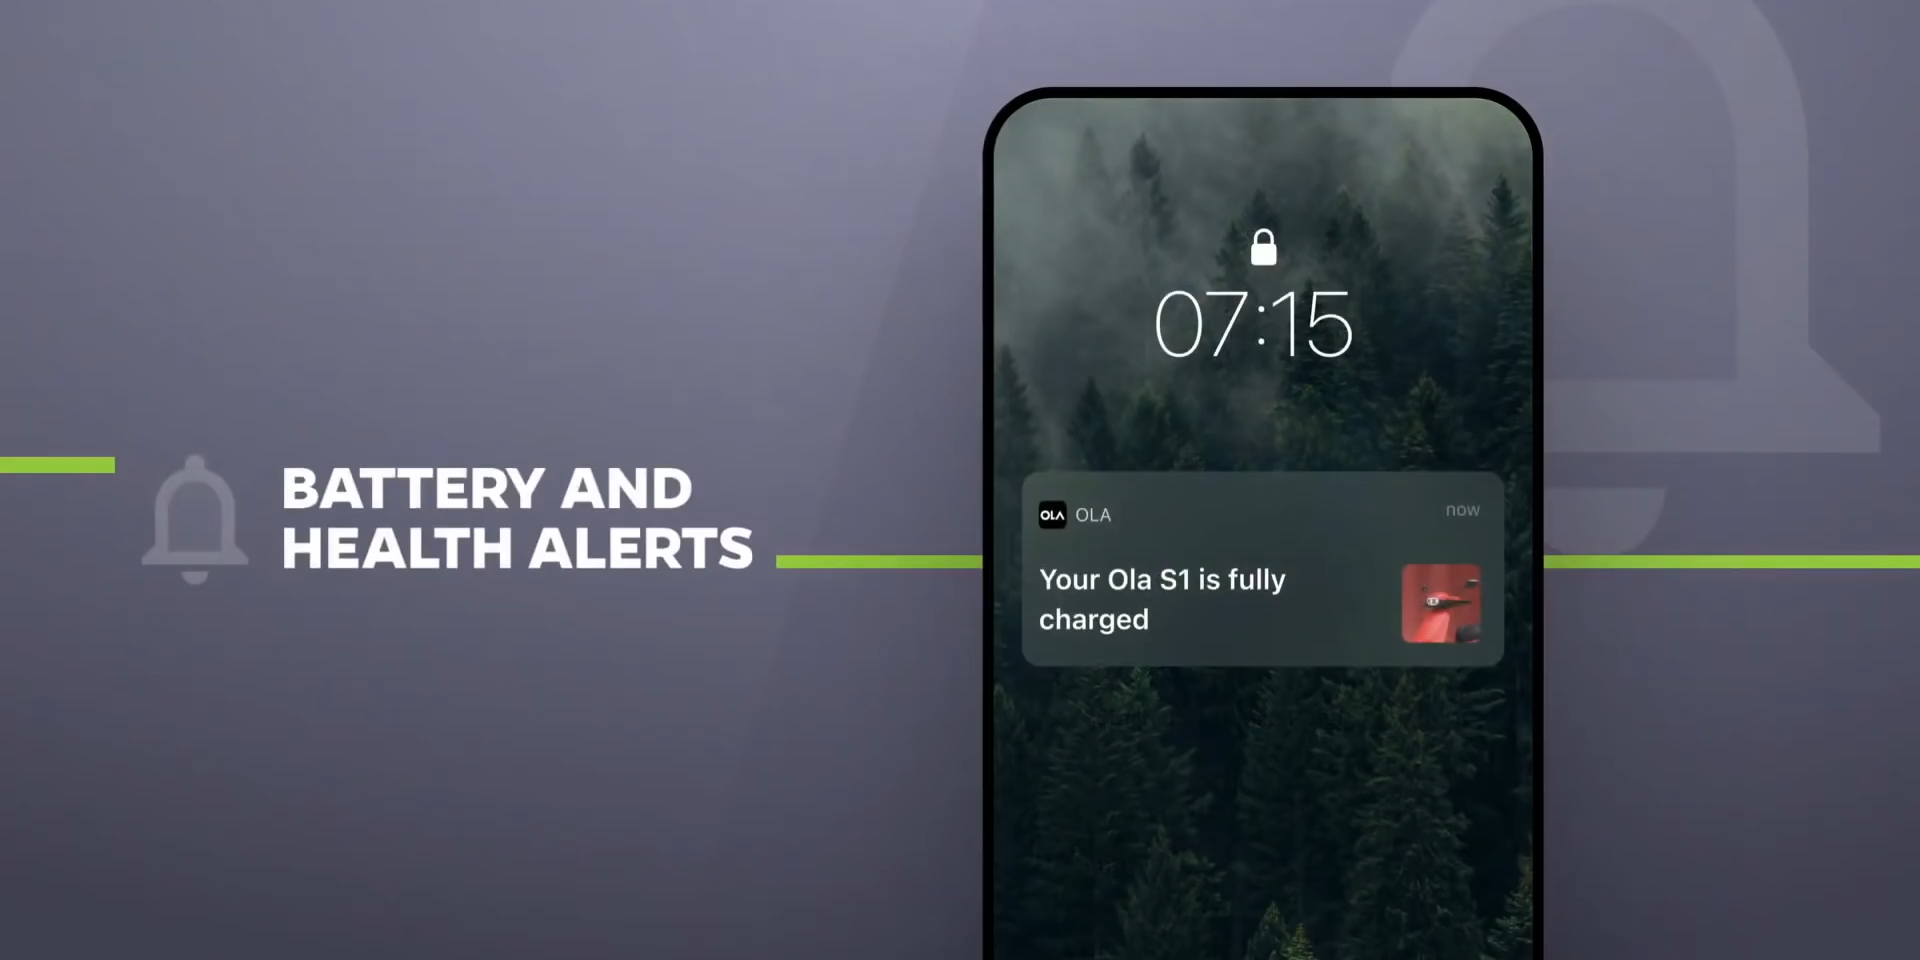 BATTERY AND
HEALTH ALERTS
07:15
OLA OLA now
Your Ola S1 is fully
charged